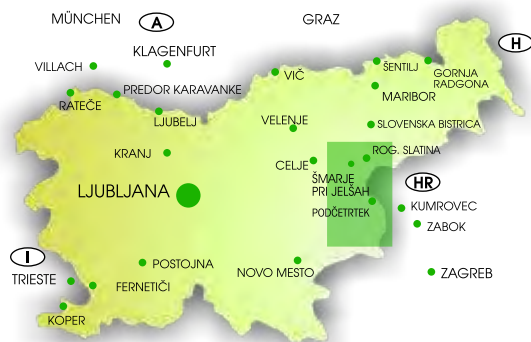 MÜNCHEN
A
GRAZ
H
KLAGENFURT
VILLACH
VIČ
ŠENTILJ
GORNJA
RADGONA
RATEČE
PREDOR KARAVANKE
MARIBOR
LJUBELJ
VELENJE
SLOVENSKA BISTRICA
KRANJ
CELJE
ROG. SLATINA
ŠMARJE
PRI JELŠAH
LJUBLJANA
HR
PODČETRTEK
KUMROVEC
ZABOK
I
POSTOJNA
NOVO MESTO
ZAGREB
TRIESTE
FERNETIČI
KOPER